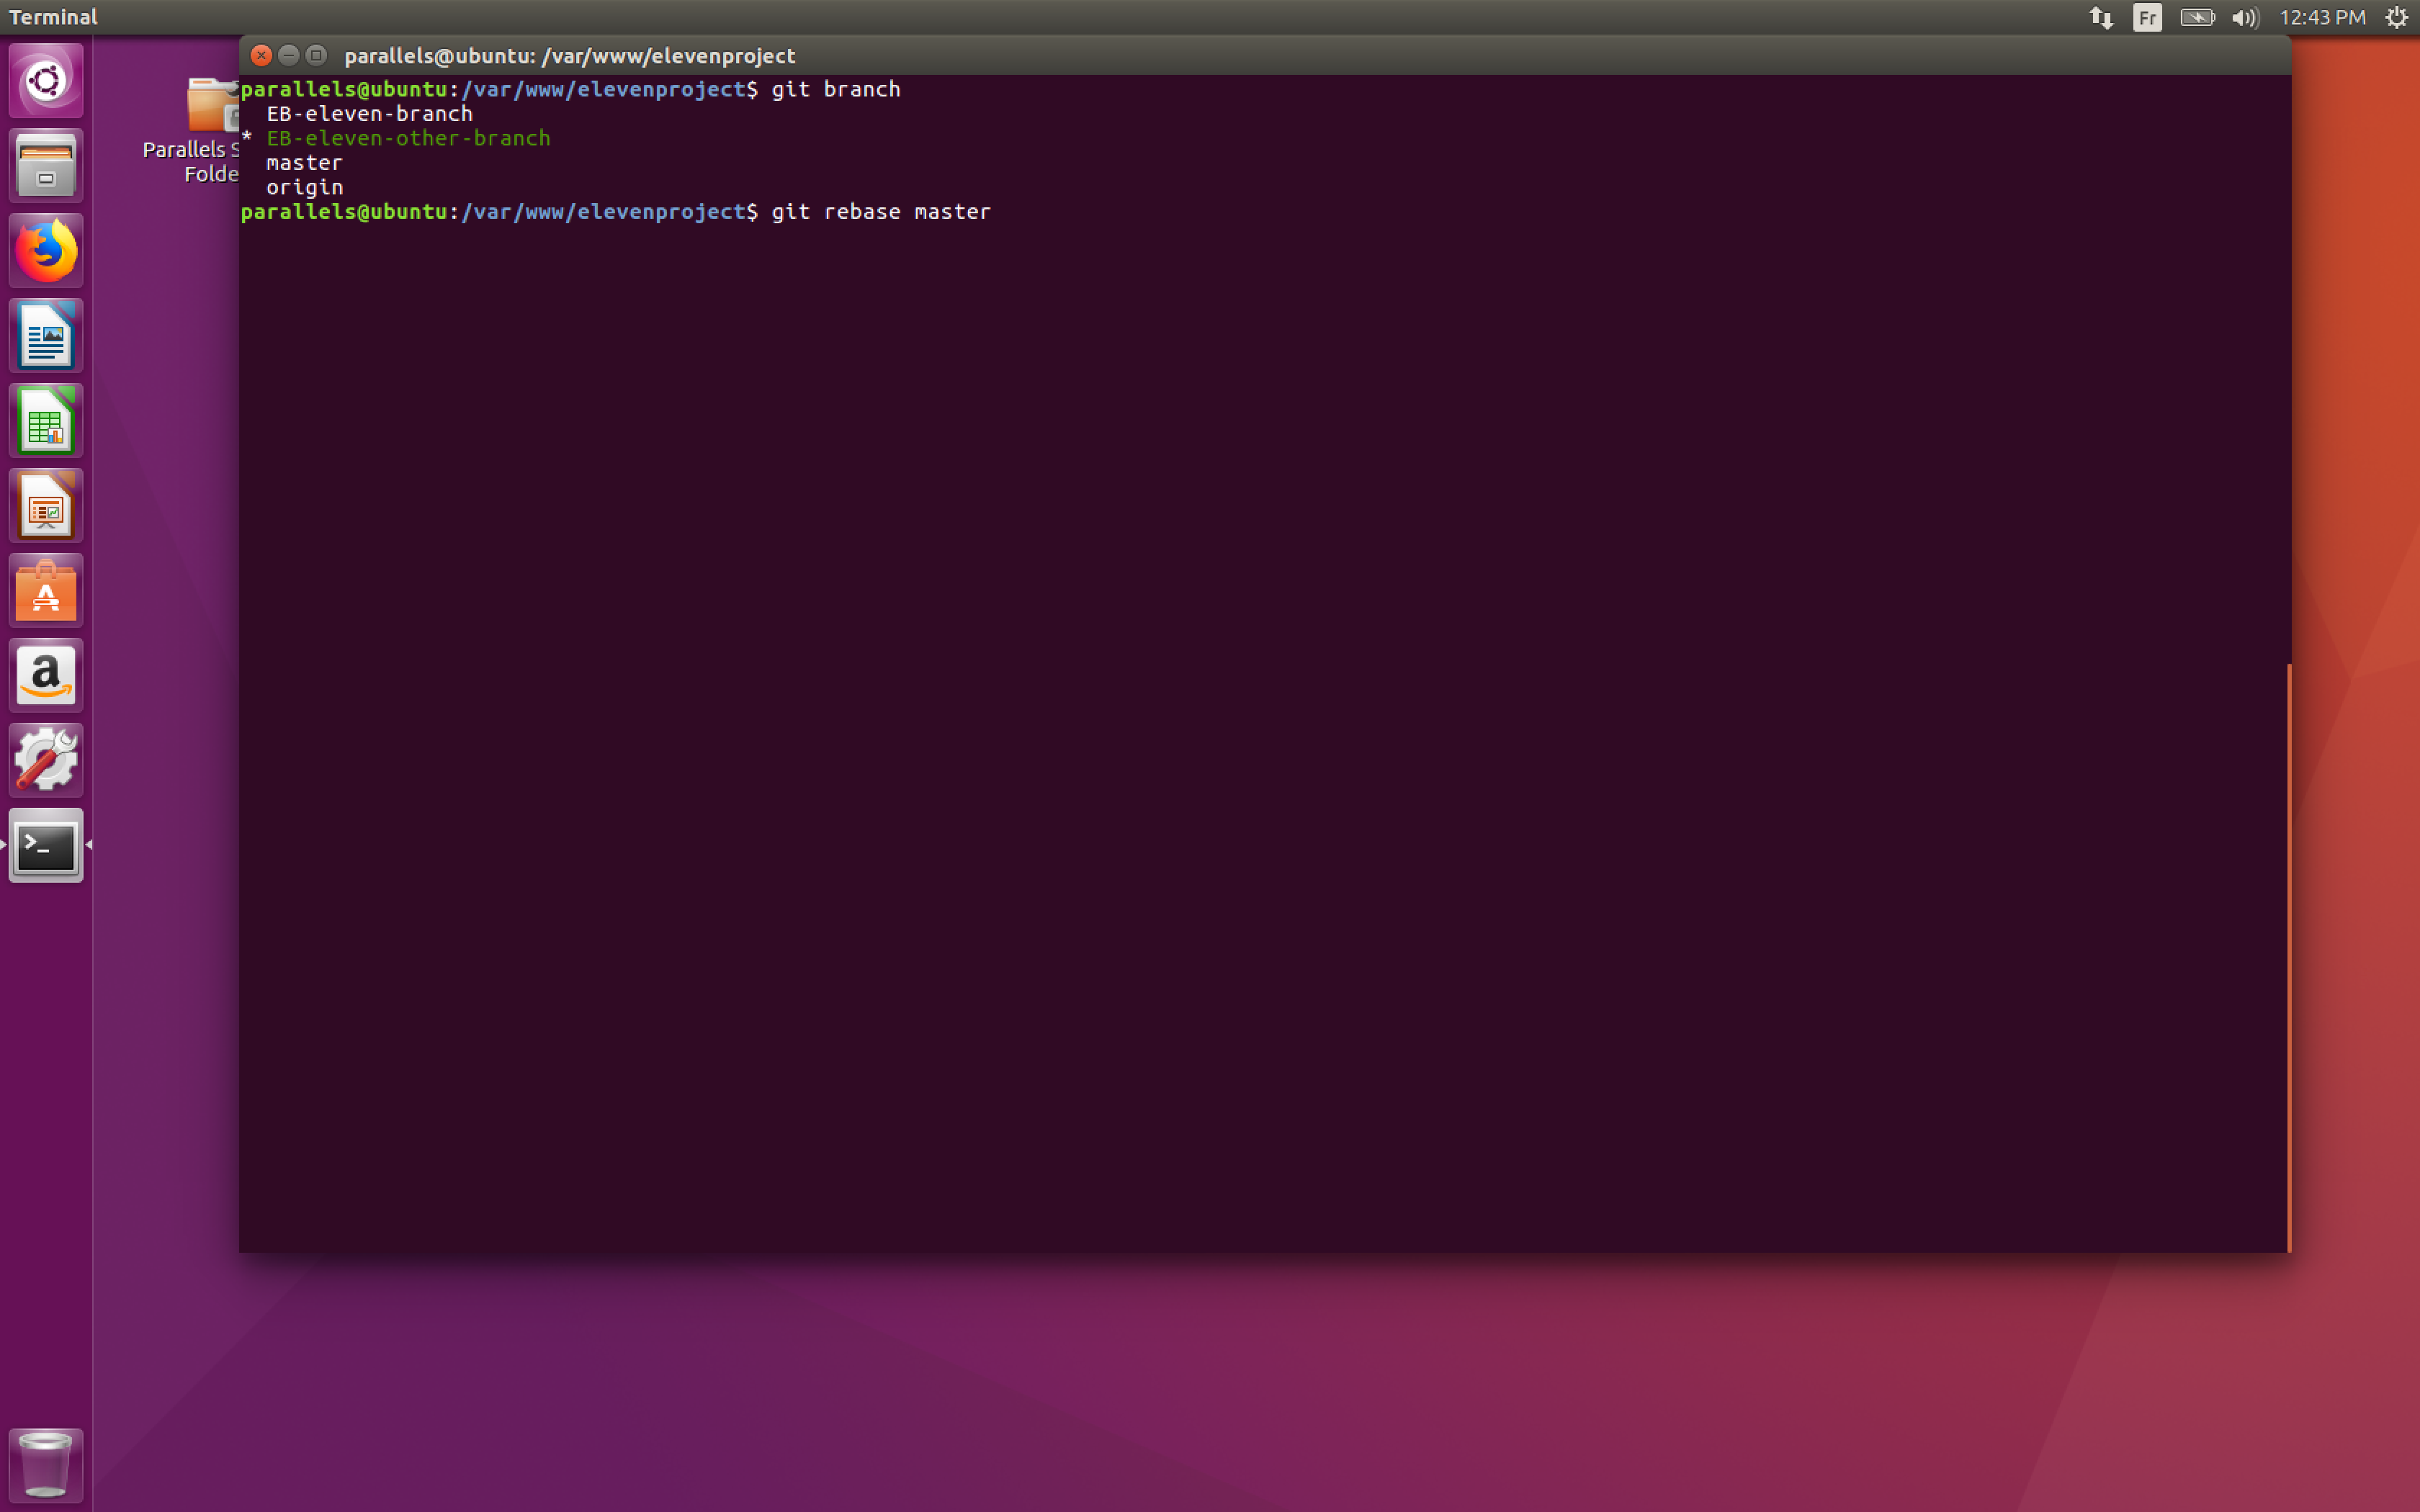 Terminal
Fr
12:43 PM
parallels@ubuntu: /var/www/elevenproject
Parallels S
Folde
parallels@ubuntu:/var/www/elevenproject$ git branch
EB-eleven-branch
* EB-eleven-other-branch
master
origin
parallels@ubuntu:/var/www/elevenproject$ git rebase master